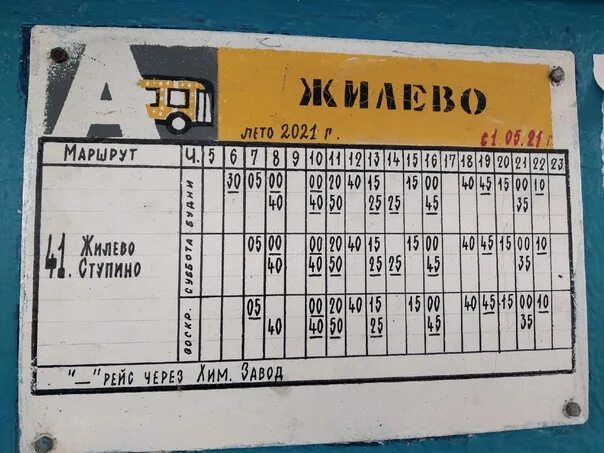 А ЖИЛЕВО
ЛЕТО 2021 г. с 1.05.21 г
МАРШРУТ Ч. 5 6 7 8 9 10 11 12 13 14 15 16 17 18 19 20 21 22 23
41. ЖИЛЕВО СТУПИНО
БУДНИ 30 05 00 00 20 40 15 15 00 40 45 15 00 10
40 40 50 25 25 45 35
СУББОТА 05 00 00 20 40 15 15 00 40 45 15 00 10
40 40 50 25 25 45 35
ВОСКР. 05 00 20 40 15 15 00 40 45 15 00 10
40 40 50 25 45 35
"—" РЕЙС ЧЕРЕЗ ХИМ. ЗАВОД